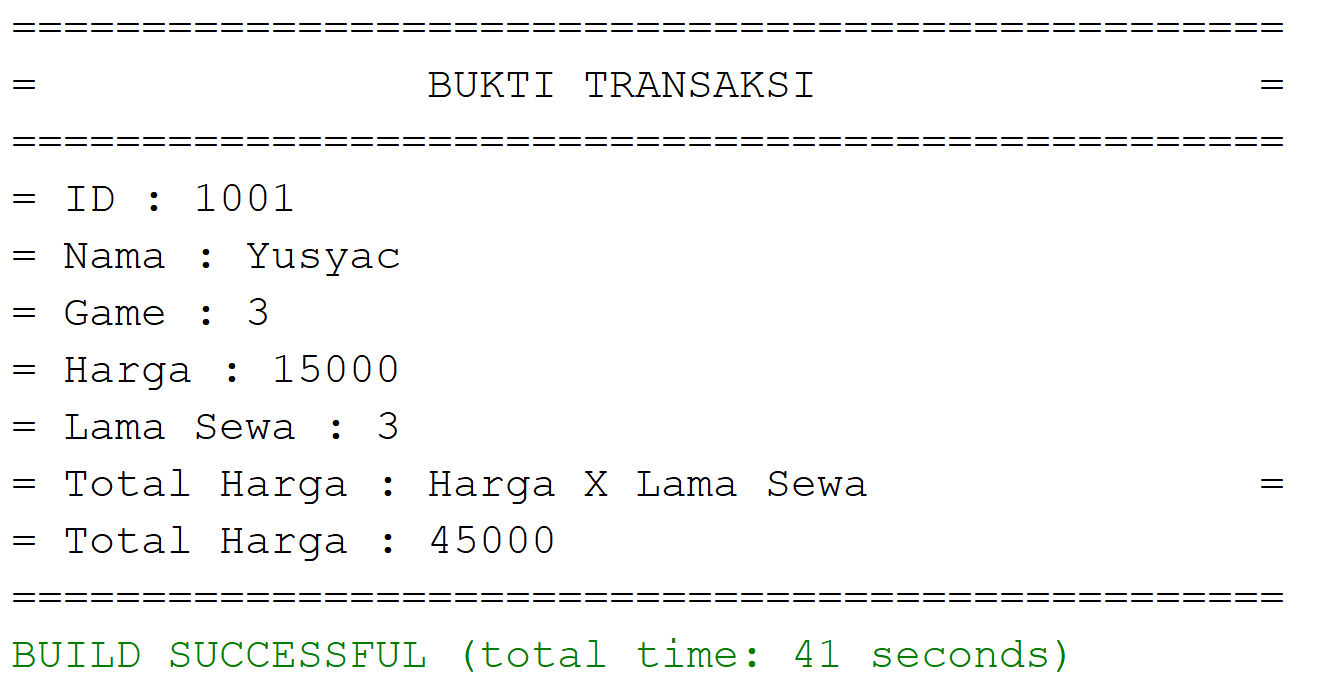 =================================================
=               BUKTI TRANSAKSI                 =
=================================================
= ID : 1001
= Nama : Yusyac
= Game : 3
= Harga : 15000
= Lama Sewa : 3
= Total Harga : Harga X Lama Sewa               =
= Total Harga : 45000
=================================================
BUILD SUCCESSFUL (total time: 41 seconds)